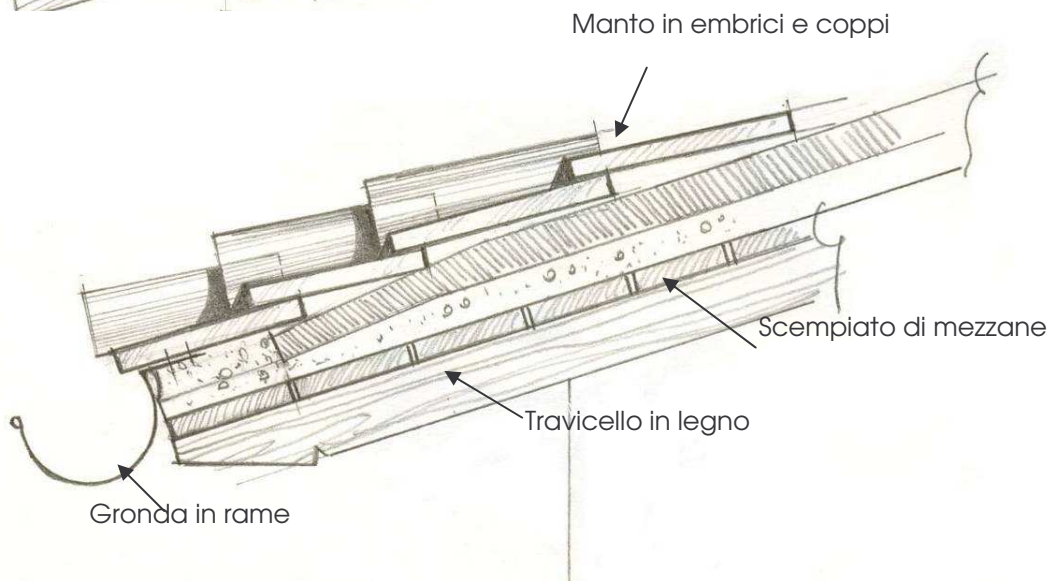 Manto in embrici e coppi
Scempiato di mezzane
Travicello in legno
Gronda in rame